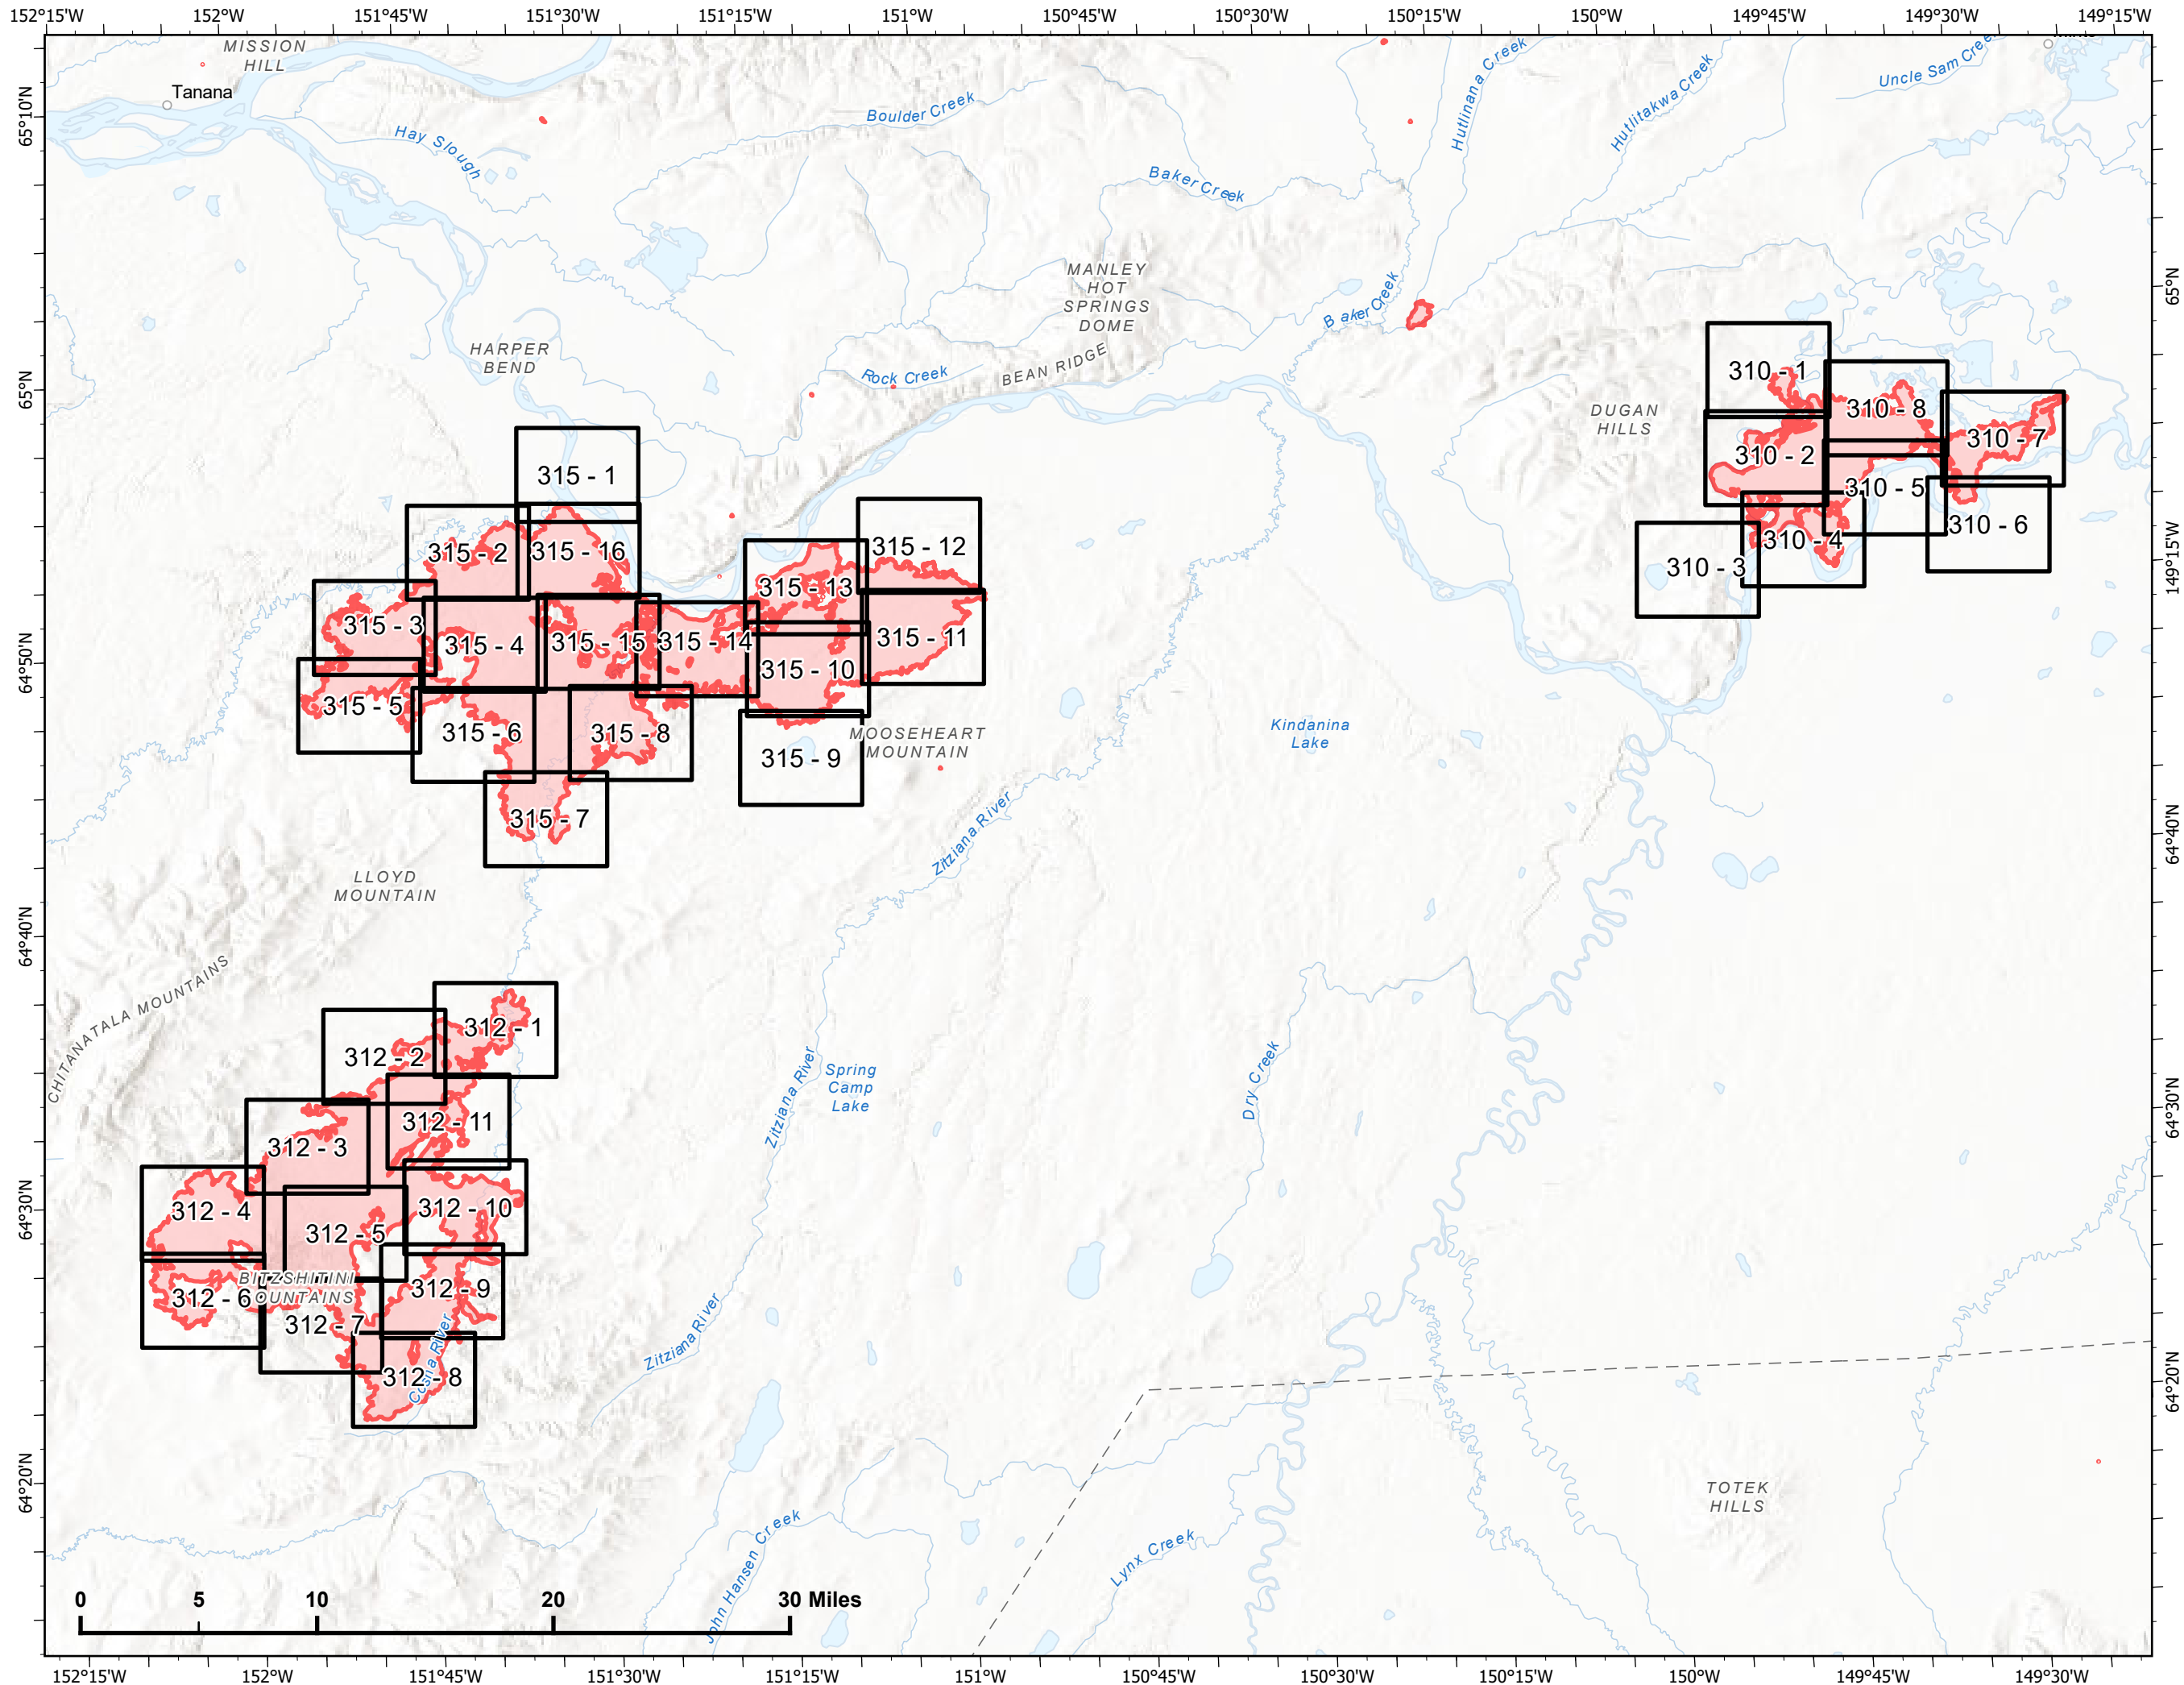 152°15'W 152°W 151°45'W 151°30'W 151°15'W 151°W 150°45'W 150°30'W 150°15'W 150°W 149°45'W 149°30'W 149°15'W
MISSION
HILL
Tanana
Hay Slough
Boulder Creek
Baker Creek
Hutlinana Creek
Hutlitakwa Creek
Uncle Sam Cree
65°10'N
65°N
MANLEY
HOT
SPRINGS
DOME
Baker Creek
HARPER
BEND
Rock Creek
BEAN RIDGE
65°N
DUGAN
HILLS
310 - 1
310 - 8
310 - 7
310 - 2
310 - 5
310 - 6
310 - 4
310 - 3
149°15'W
315 - 1
315 - 2
315 - 16
315 - 12
315 - 13
315 - 3
315 - 4
315 - 15
315 - 14
315 - 11
315 - 10
64°50'N
315 - 5
315 - 6
315 - 8
315 - 9
MOOSEHEART
MOUNTAIN
Kindanina
Lake
315 - 7
Zitziana River
64°40'N
LLOYD
MOUNTAIN
64°40'N
CHITANATALA MOUNTAINS
312 - 1
312 - 2
312 - 11
312 - 3
Zitziana River
Spring
Camp
Lake
Dry Creek
64°30'N
312 - 4
312 - 10
312 - 5
64°30'N
BITZSHITINI
OUNTAINS
312 - 6
312 - 9
312 - 7
312 - 8
Cosna River
Zitziana River
64°20'N
64°20'N
TOTEK
HILLS
John Hansen Creek
Lynx Creek
0 5 10 20 30 Miles
152°15'W 152°W 151°45'W 151°30'W 151°15'W 151°W 150°45'W 150°30'W 150°15'W 150°W 149°45'W 149°30'W